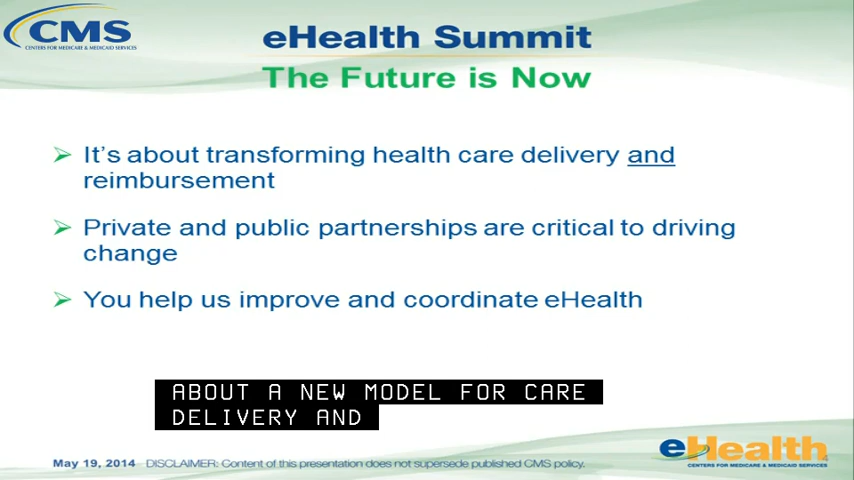 CMS
CENTERS FOR MEDICARE & MEDICAID SERVICES
eHealth Summit
The Future is Now
It's about transforming health care delivery and
reimbursement
Private and public partnerships are critical to driving
change
You help us improve and coordinate eHealth
ABOUT A NEW MODEL FOR CARE
DELIVERY AND
May 19, 2014 DISCLAIMER: Content of this presentation does not supersede published CMS policy.
eHealth
4
CENTERS FOR MEDICARE & MEDICAID SERVICES